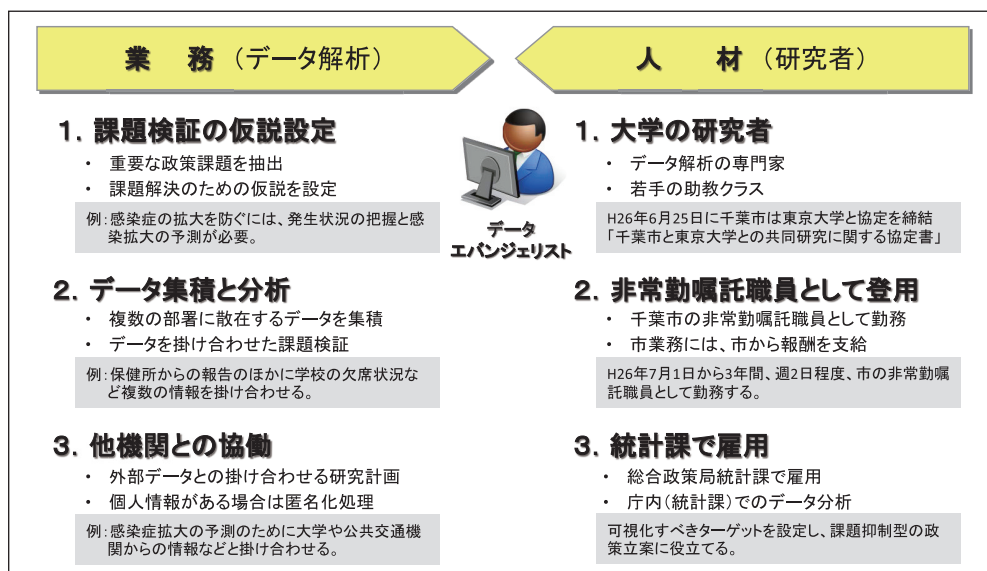 業　務（データ解析）
1．課題検証の仮説設定
・ 重要な政策課題を抽出
・ 課題解決のための仮説を設定
例：感染症の拡大を防ぐには、発生状況の把握と感
染拡大の予測が必要。
2．データ集積と分析
・ 複数の部署に散在するデータを集積
・ データを掛け合わせた課題検証
例：保健所からの報告のほかに学校の欠席状況な
ど複数の情報を掛け合わせる。
3．他機関との協働
・ 外部データとの掛け合わせる研究計画
・ 個人情報がある場合は匿名化処理
例：感染症拡大の予測のために大学や公共交通機
関からの情報などと掛け合わせる。
データ
エバンジェリスト
人　材（研究者）
1．大学の研究者
・ データ解析の専門家
・ 若手の助教クラス
H26年6月25日に千葉市は東京大学と協定を締結
「千葉市と東京大学との共同研究に関する協定書」
2．非常勤嘱託職員として登用
・ 千葉市の非常勤嘱託職員として勤務
・ 市業務には、市から報酬を支給
H26年7月1日から3年間、週2日程度、市の非常勤嘱
託職員として勤務する。
3．統計課で雇用
・ 総合政策局統計課で雇用
・ 庁内（統計課）でのデータ分析
可視化すべきターゲットを設定し、課題抑制型の政
策立案に役立てる。